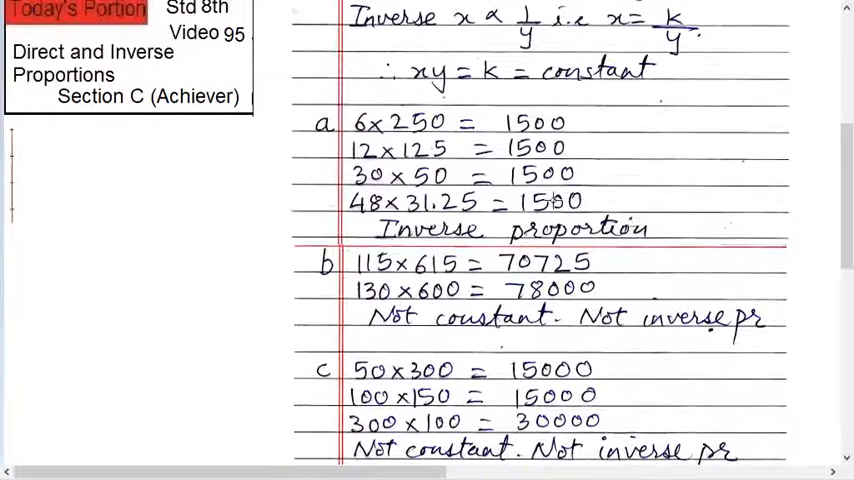 Today's Portion
Std 8th
Video 95
Direct and Inverse
Proportions
Section C (Achiever)
Inverse x ∝ 1/y i.e x = k/y.
∴ xy = k = constant
a 6 × 250 = 1500
12 × 125 = 1500
30 × 50 = 1500
48 × 31.25 = 1500
Inverse proportion
b 115 × 615 = 70725
130 × 600 = 78000
Not constant. Not inverse pr
c 50 × 300 = 15000
100 × 150 = 15000
300 × 100 = 30000
Not constant. Not inverse pr